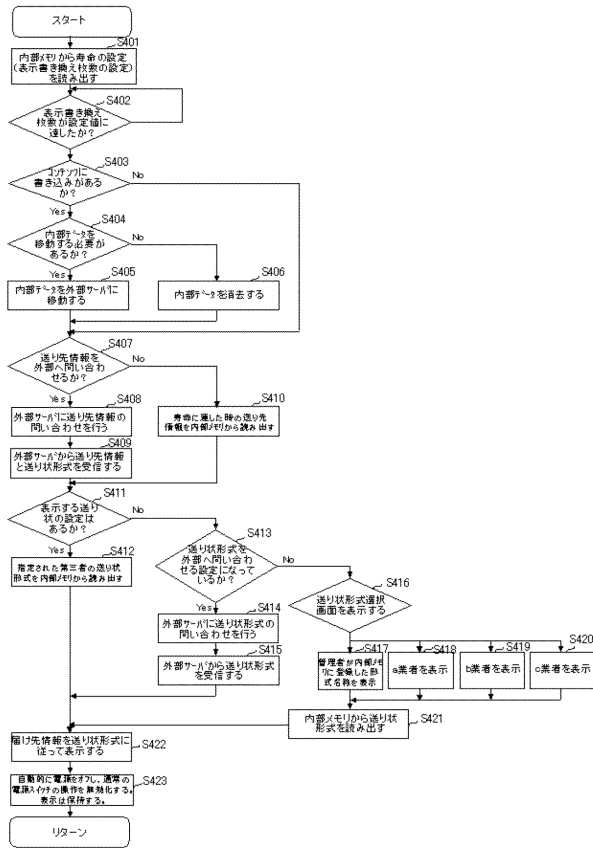 スタート
S401
内部ﾒﾓﾘから寿命の設定
(表示書き換え枚数の設定)
を読み出す
S402
表示書き換え
枚数が設定値に
達したか？
S403
ｺﾝﾃﾝﾂに
書き込みがある
か？
No
Yes
S404
内部ﾃﾞｰﾀを
移動する必要が
あるか？
No
Yes
S405
内部ﾃﾞｰﾀを外部ｻｰﾊﾞに
移動する
S406
内部ﾃﾞｰﾀを消去する
S407
送り先情報を
外部へ問い合わ
せるか？
No
Yes
S408
外部ｻｰﾊﾞに送り先情報の
問い合わせを行う
S409
外部ｻｰﾊﾞから送り先情報
と送り状形式を受信する
S410
寿命に達した時の送り先
情報を内部ﾒﾓﾘから読み出す
S411
表示する送り
状の設定は
あるか？
No
Yes
S412
指定された第三者の送り状
形式を内部ﾒﾓﾘから読み出す
S413
送り状形式を
外部へ問い合わ
せる設定になって
いるか？
No
Yes
S414
外部ｻｰﾊﾞに送り状形式の
問い合わせを行う
S415
外部ｻｰﾊﾞから送り状形式
を受信する
S416
送り状形式選択
画面を表示する
S417
管理者が内部ﾒﾓ
ﾘに登録した形
式名称を表示
S418
a業者を表示
S419
b業者を表示
S420
c業者を表示
S421
内部メモリから送り状
形式を読み出す
S422
届け先情報を送り状形式に
従って表示する
S423
自動的に電源をｵﾌし､通常の
電源ｽｲｯﾁの操作を無効化する｡
表示は保持する。
リターン